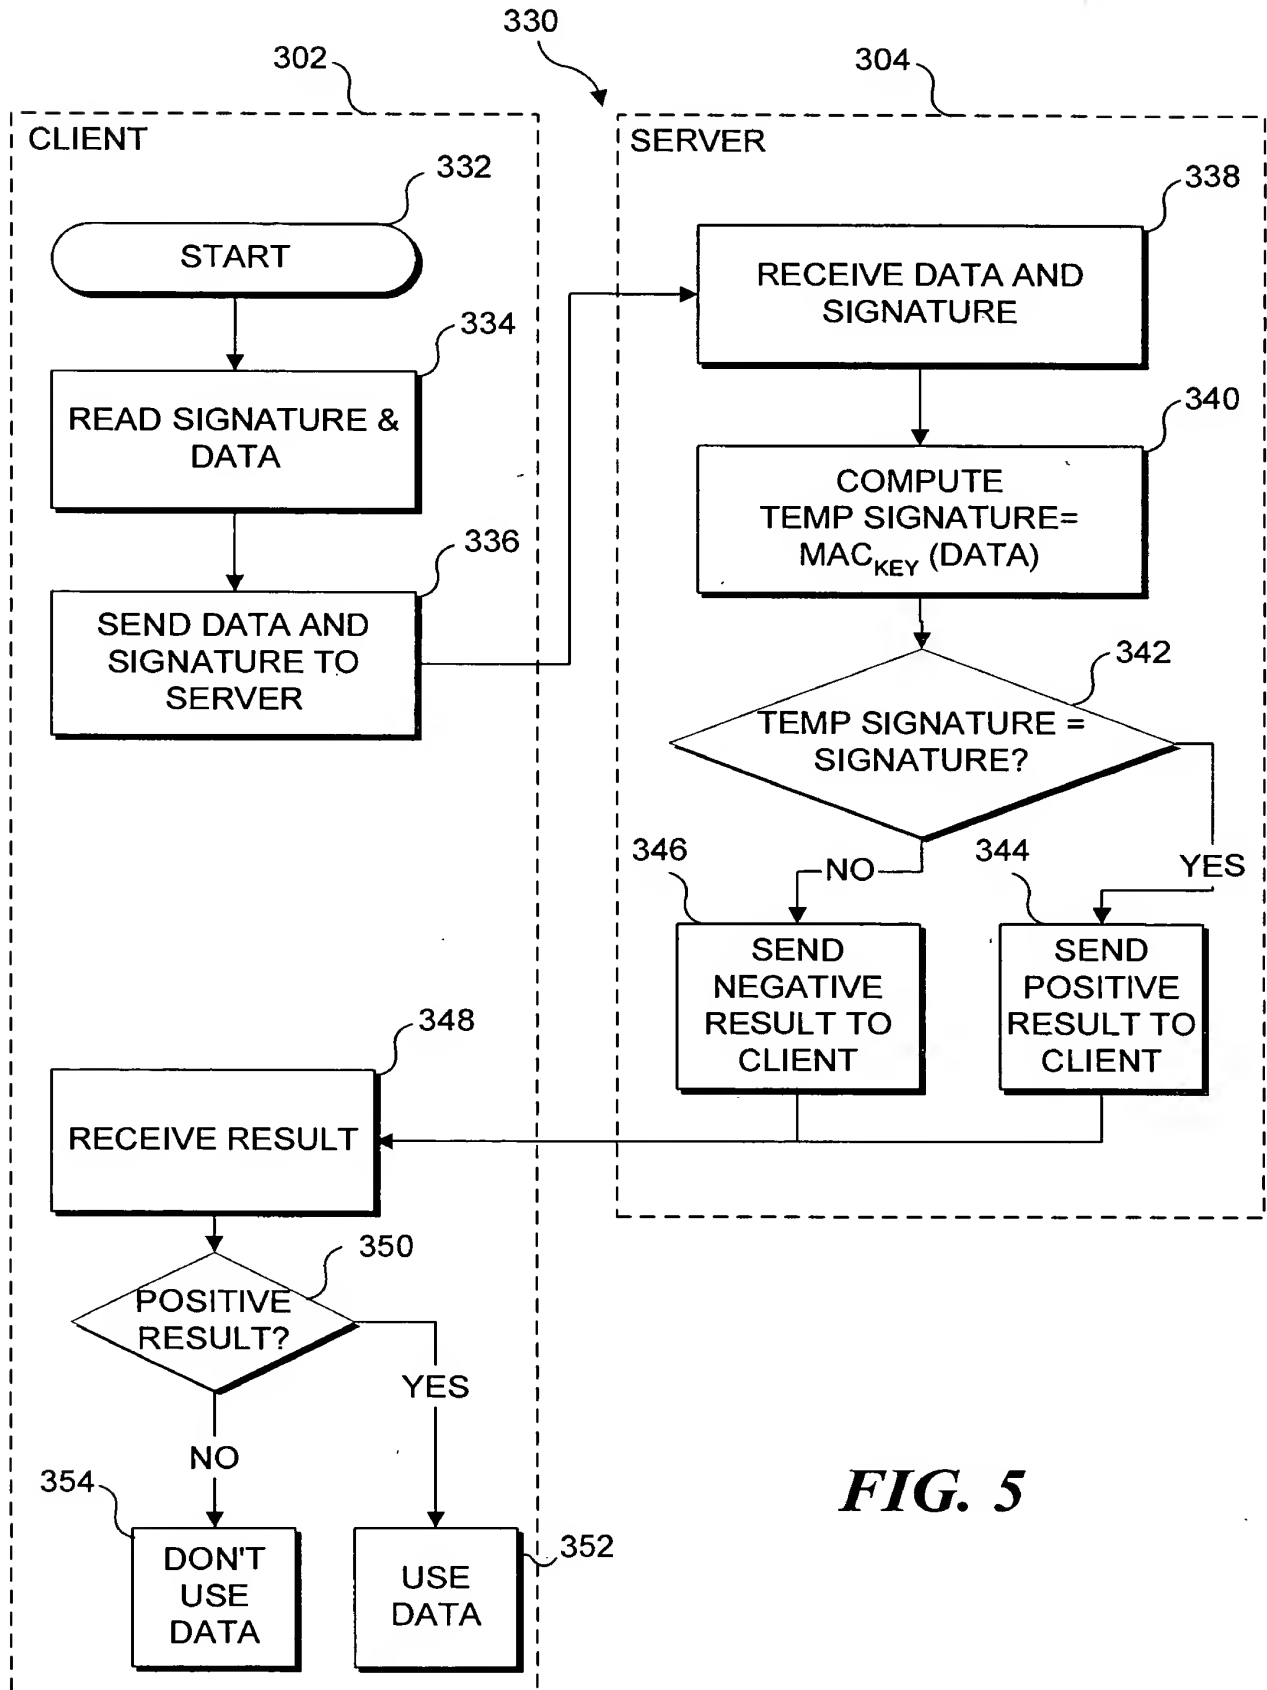 330
302
304
CLIENT
SERVER
332
START
334
READ SIGNATURE &
DATA
336
SEND DATA AND
SIGNATURE TO
SERVER
338
RECEIVE DATA AND
SIGNATURE
340
COMPUTE
TEMP SIGNATURE=
MAC_KEY (DATA)
342
TEMP SIGNATURE =
SIGNATURE?
346
NO
344
YES
SEND
NEGATIVE
RESULT TO
CLIENT
SEND
POSITIVE
RESULT TO
CLIENT
348
RECEIVE RESULT
350
POSITIVE
RESULT?
YES
NO
354
DON'T
USE
DATA
352
USE
DATA
FIG. 5